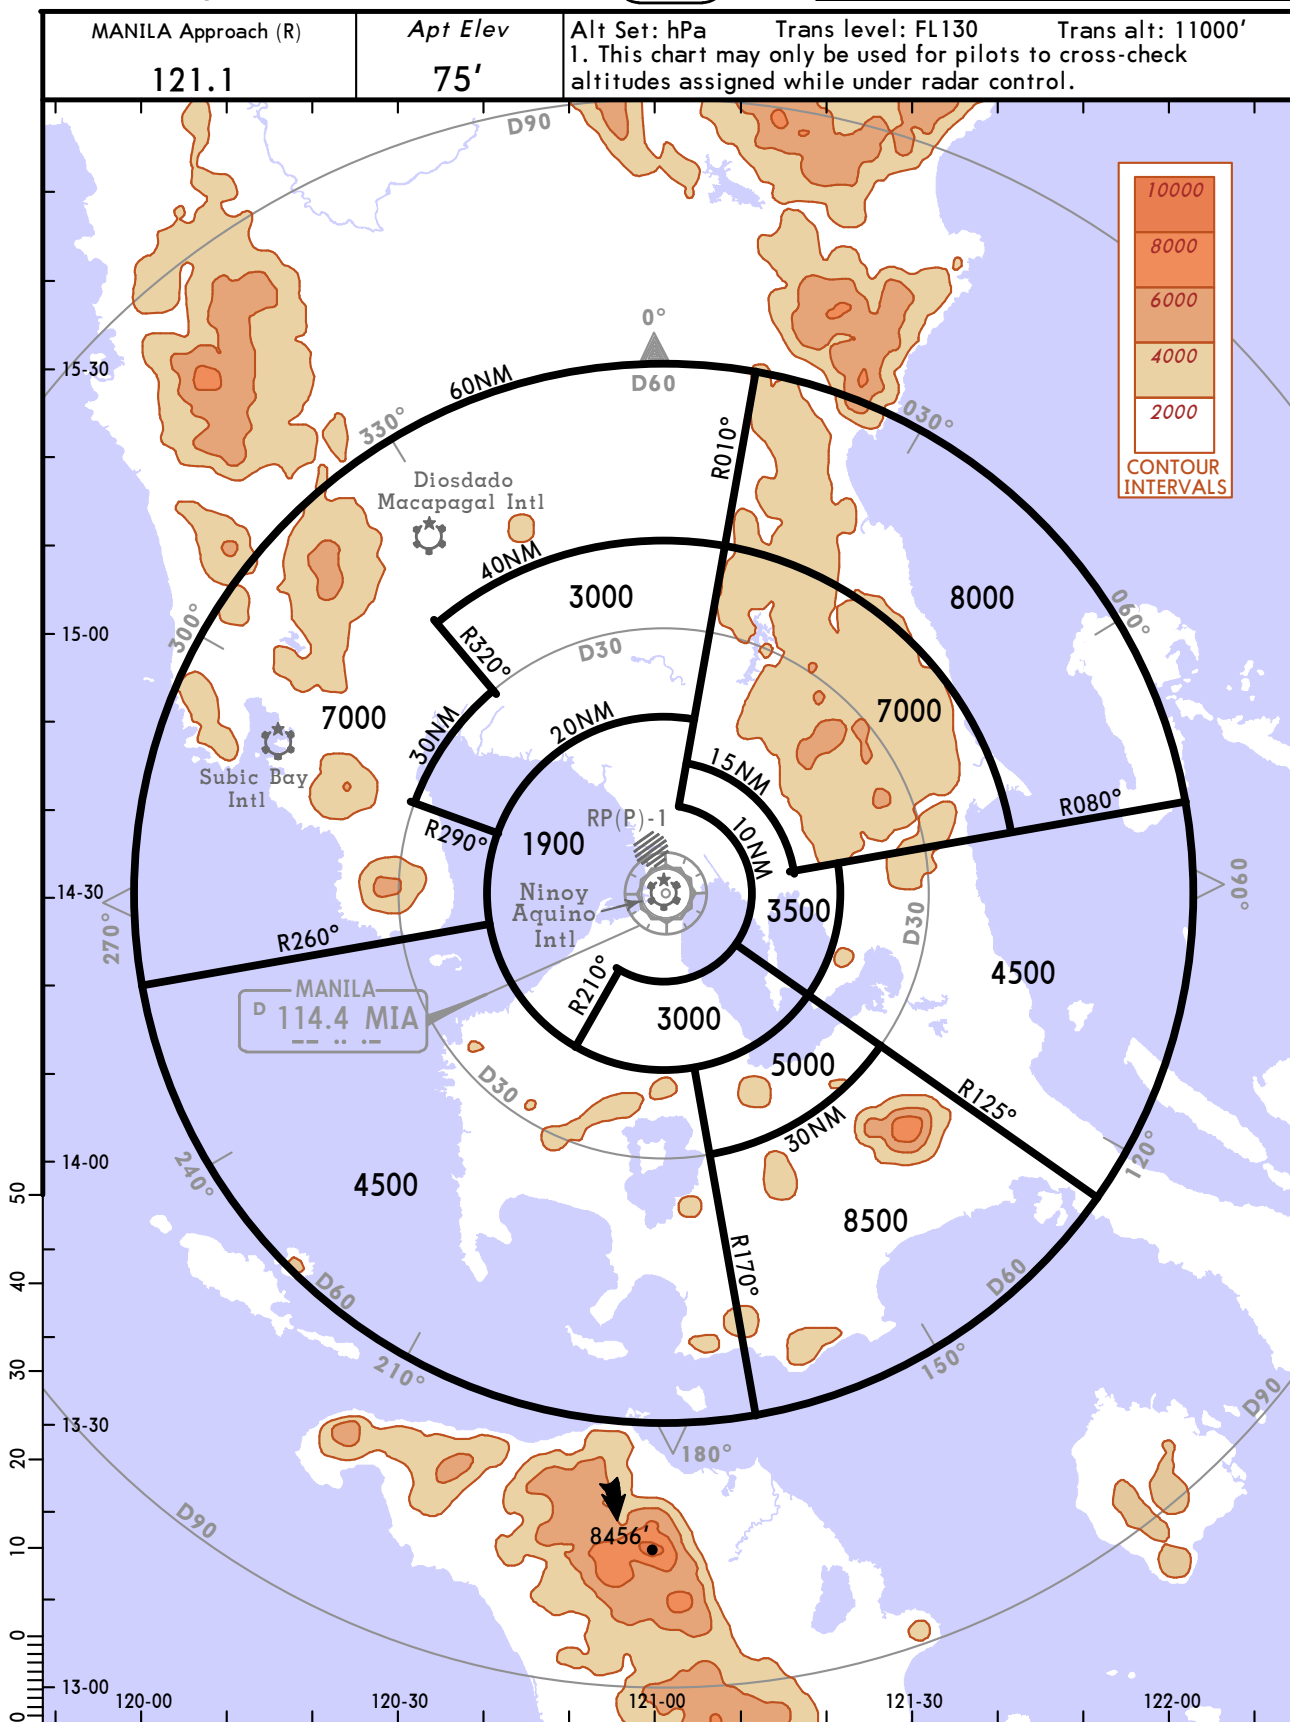 MANILA Approach (R)
121.1
Apt Elev
75'
Alt Set: hPa Trans level: FL130 Trans alt: 11000'
1. This chart may only be used for pilots to cross-check
altitudes assigned while under radar control.
D90
10000
8000
6000
4000
2000
CONTOUR
INTERVALS
0°
D60
15-30
60NM
330°
030°
R010°
Diosdado
Macapagal Intl
40NM
3000
8000
060°
300°
15-00
R320°
D30
7000
7000
20NM
30NM
15NM
Subic Bay
Intl
R080°
RP(P)-1
R290°
1900
10NM
14-30
Ninoy
Aquino
Intl
3500
090°
270°
R260°
D30
4500
MANILA
D 114.4 MIA
R210°
3000
5000
D30
R125°
30NM
14-00
240°
120°
4500
50
8500
R170°
D60
D60
40
30
210°
150°
D90
13-30
180°
20
D90
8456'
10
0
13-00
0
120-00 120-30 121-00 121-30 122-00